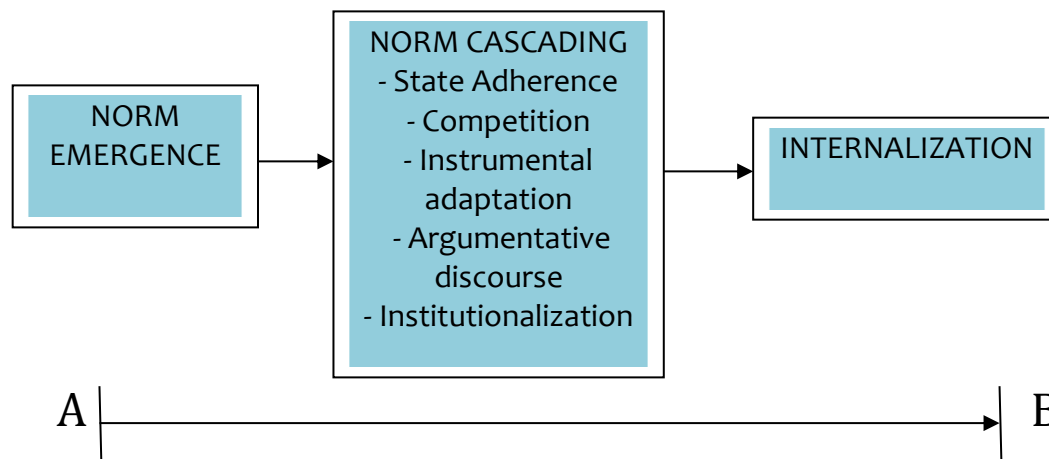 NORM
EMERGENCE
NORM CASCADING
- State Adherence
- Competition
- Instrumental
adaptation
- Argumentative
discourse
- Institutionalization
INTERNALIZATION
A
B